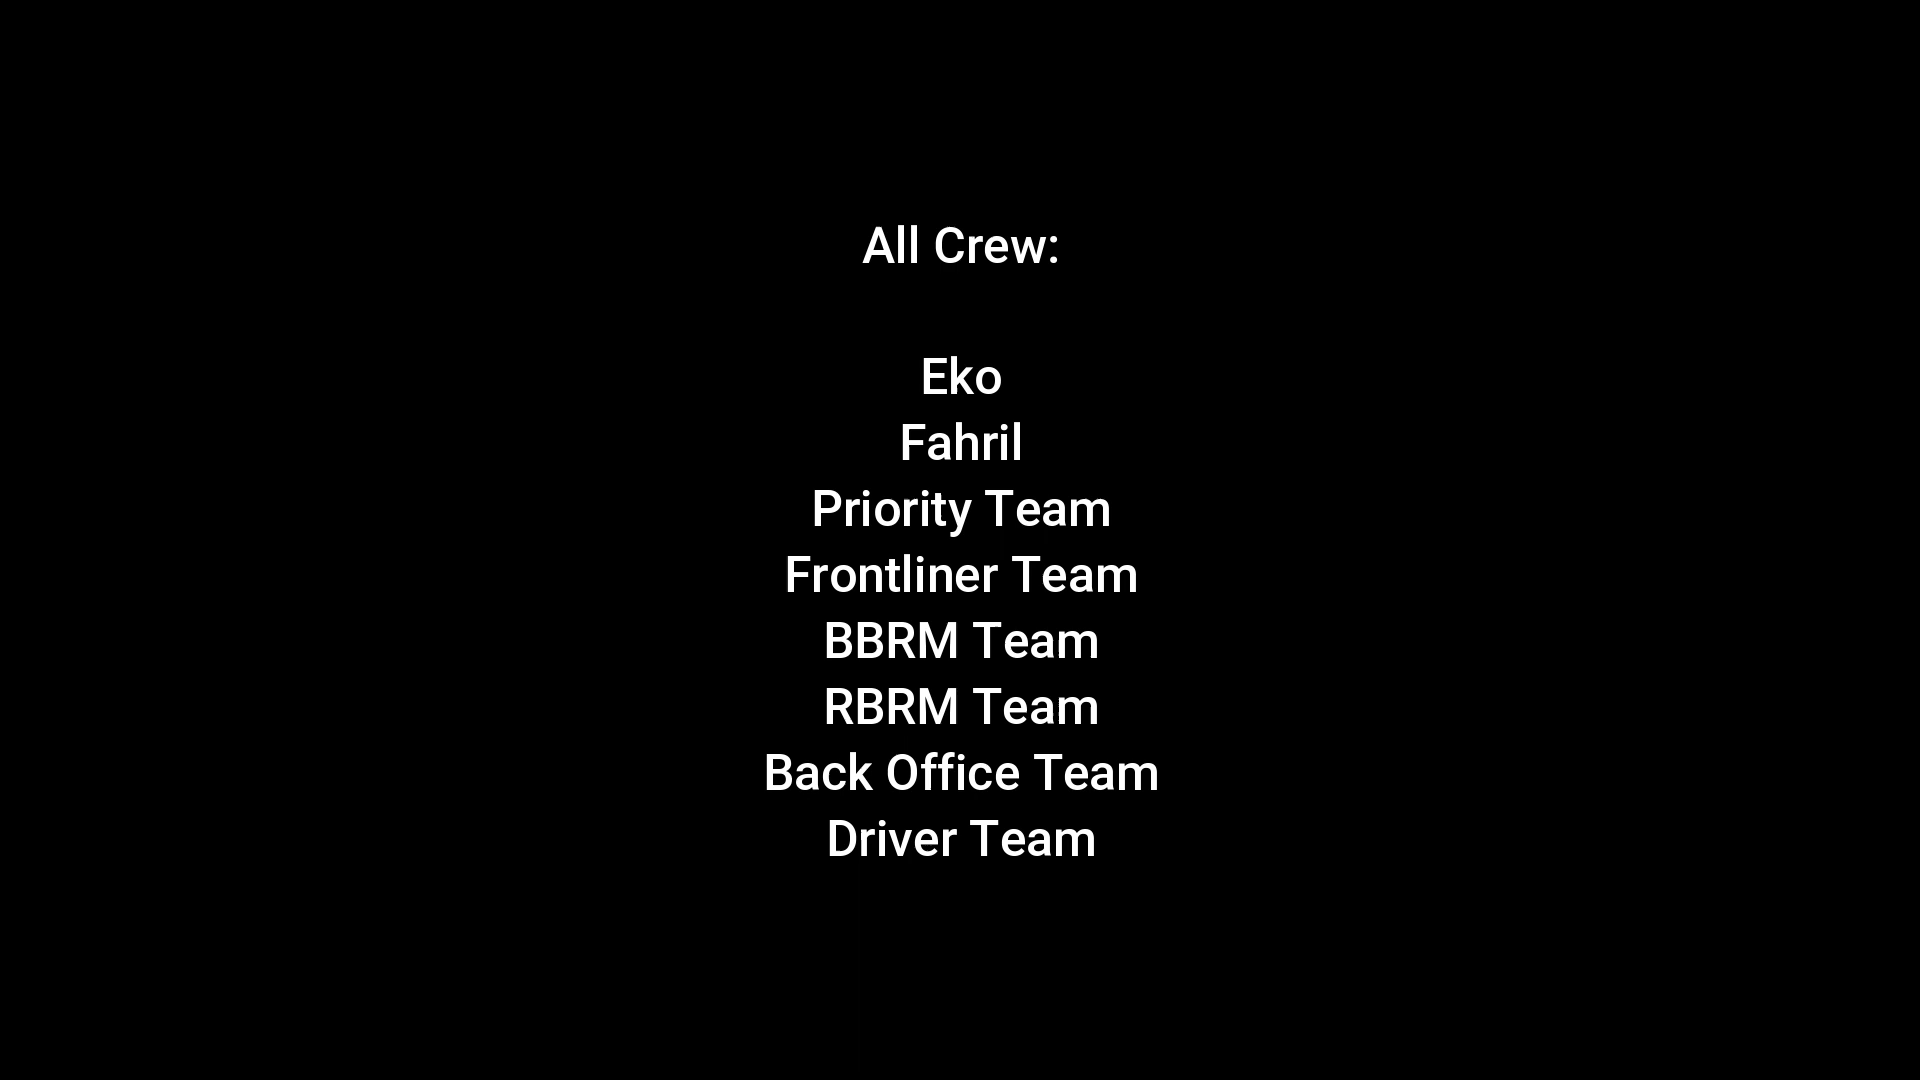 All Crew:
Eko
Fahril
Priority Team
Frontliner Team
BBRM Team
RBRM Team
Back Office Team
Driver Team